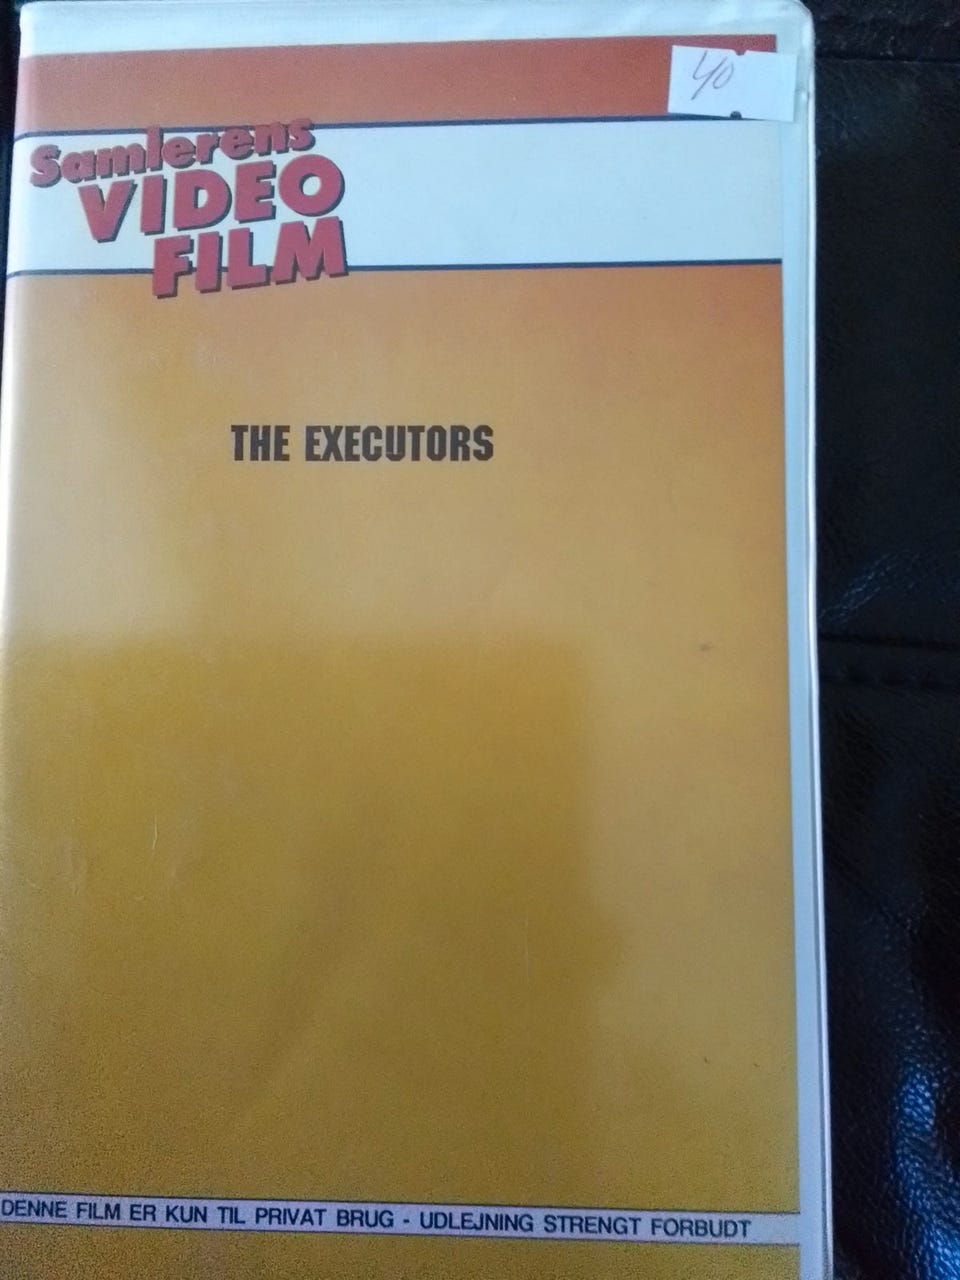 40
Samlerens
VIDEO
FILM
THE EXECUTORS
DENNE FILM ER KUN TIL PRIVAT BRUG - UDLEJNING STRENGT FORBUDT